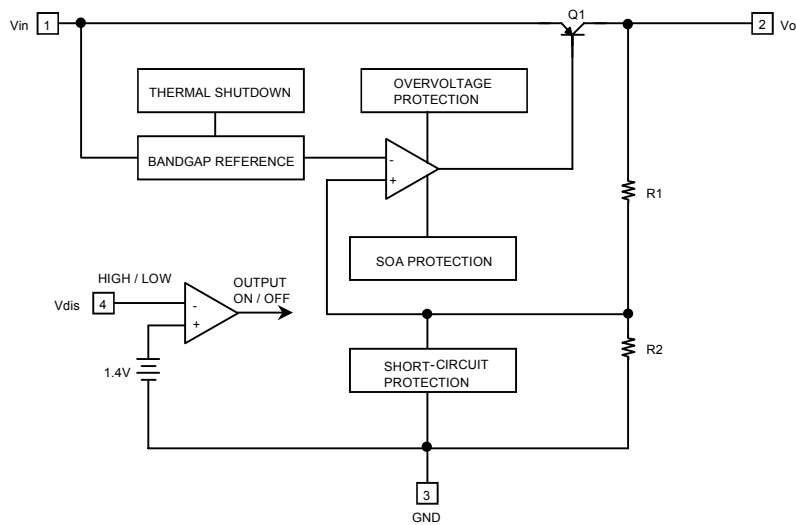 Q1
Vin 1
2 Vo
THERMAL SHUTDOWN
OVERVOLTAGE
PROTECTION
BANDGAP REFERENCE
-
+
R1
SOA PROTECTION
HIGH / LOW
OUTPUT
ON / OFF
Vdis 4
-
+
1.4V
SHORT-CIRCUIT
PROTECTION
R2
3
GND